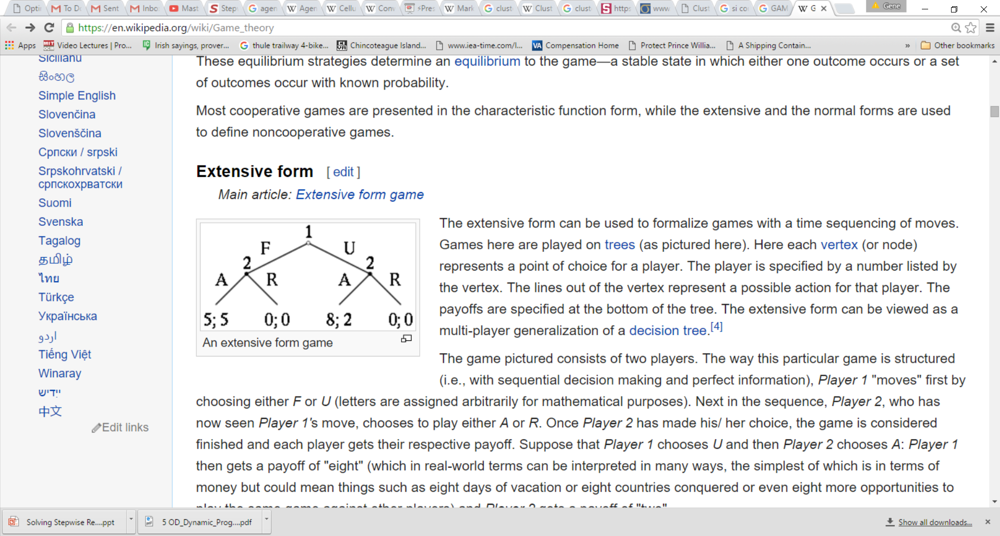 Opti
To D
Sent
Inbo
Mast
Step
agen
Agen
Cellu
Conv
⚡Pres
Mark
clust
Clust
clust
https
www
Clust
si co
GAM
G
Gene
https://en.wikipedia.org/wiki/Game_theory
Apps
Video Lectures | Pro...
Irish sayings, prover...
thule trailway 4-bike...
Chincoteague Island...
www.iea-time.com/I...
Compensation Home
Protect Prince Willia...
A Shipping Contain...
»
Other bookmarks
Sicilianu
සිංහල
Simple English
Slovenčina
Slovenščina
Српски / srpski
Srpskohrvatski /
српскохрватски
Suomi
Svenska
Tagalog
தமிழ்
ไทย
Türkçe
Українська
اردو
Tiếng Việt
Winaray
ייִדיש
中文
Edit links
These equilibrium strategies determine an equilibrium to the game—a stable state in which either one outcome occurs or a set
of outcomes occur with known probability.
Most cooperative games are presented in the characteristic function form, while the extensive and the normal forms are used
to define noncooperative games.
Extensive form [ edit ]
Main article: Extensive form game
1
F U
2 2
A R A R
5; 5 0; 0 8; 2 0; 0
An extensive form game
The extensive form can be used to formalize games with a time sequencing of moves.
Games here are played on trees (as pictured here). Here each vertex (or node)
represents a point of choice for a player. The player is specified by a number listed by
the vertex. The lines out of the vertex represent a possible action for that player. The
payoffs are specified at the bottom of the tree. The extensive form can be viewed as a
multi-player generalization of a decision tree.[4]
The game pictured consists of two players. The way this particular game is structured
(i.e., with sequential decision making and perfect information), Player 1 "moves" first by
choosing either F or U (letters are assigned arbitrarily for mathematical purposes). Next in the sequence, Player 2, who has
now seen Player 1's move, chooses to play either A or R. Once Player 2 has made his/ her choice, the game is considered
finished and each player gets their respective payoff. Suppose that Player 1 chooses U and then Player 2 chooses A: Player 1
then gets a payoff of "eight" (which in real-world terms can be interpreted in many ways, the simplest of which is in terms of
money but could mean things such as eight days of vacation or eight countries conquered or even eight more opportunities to
play the same game against other players) and Player 2 gets a payoff of "two".
Solving Stepwise Re....ppt
5 OD_Dynamic_Prog....pdf
Show all downloads...